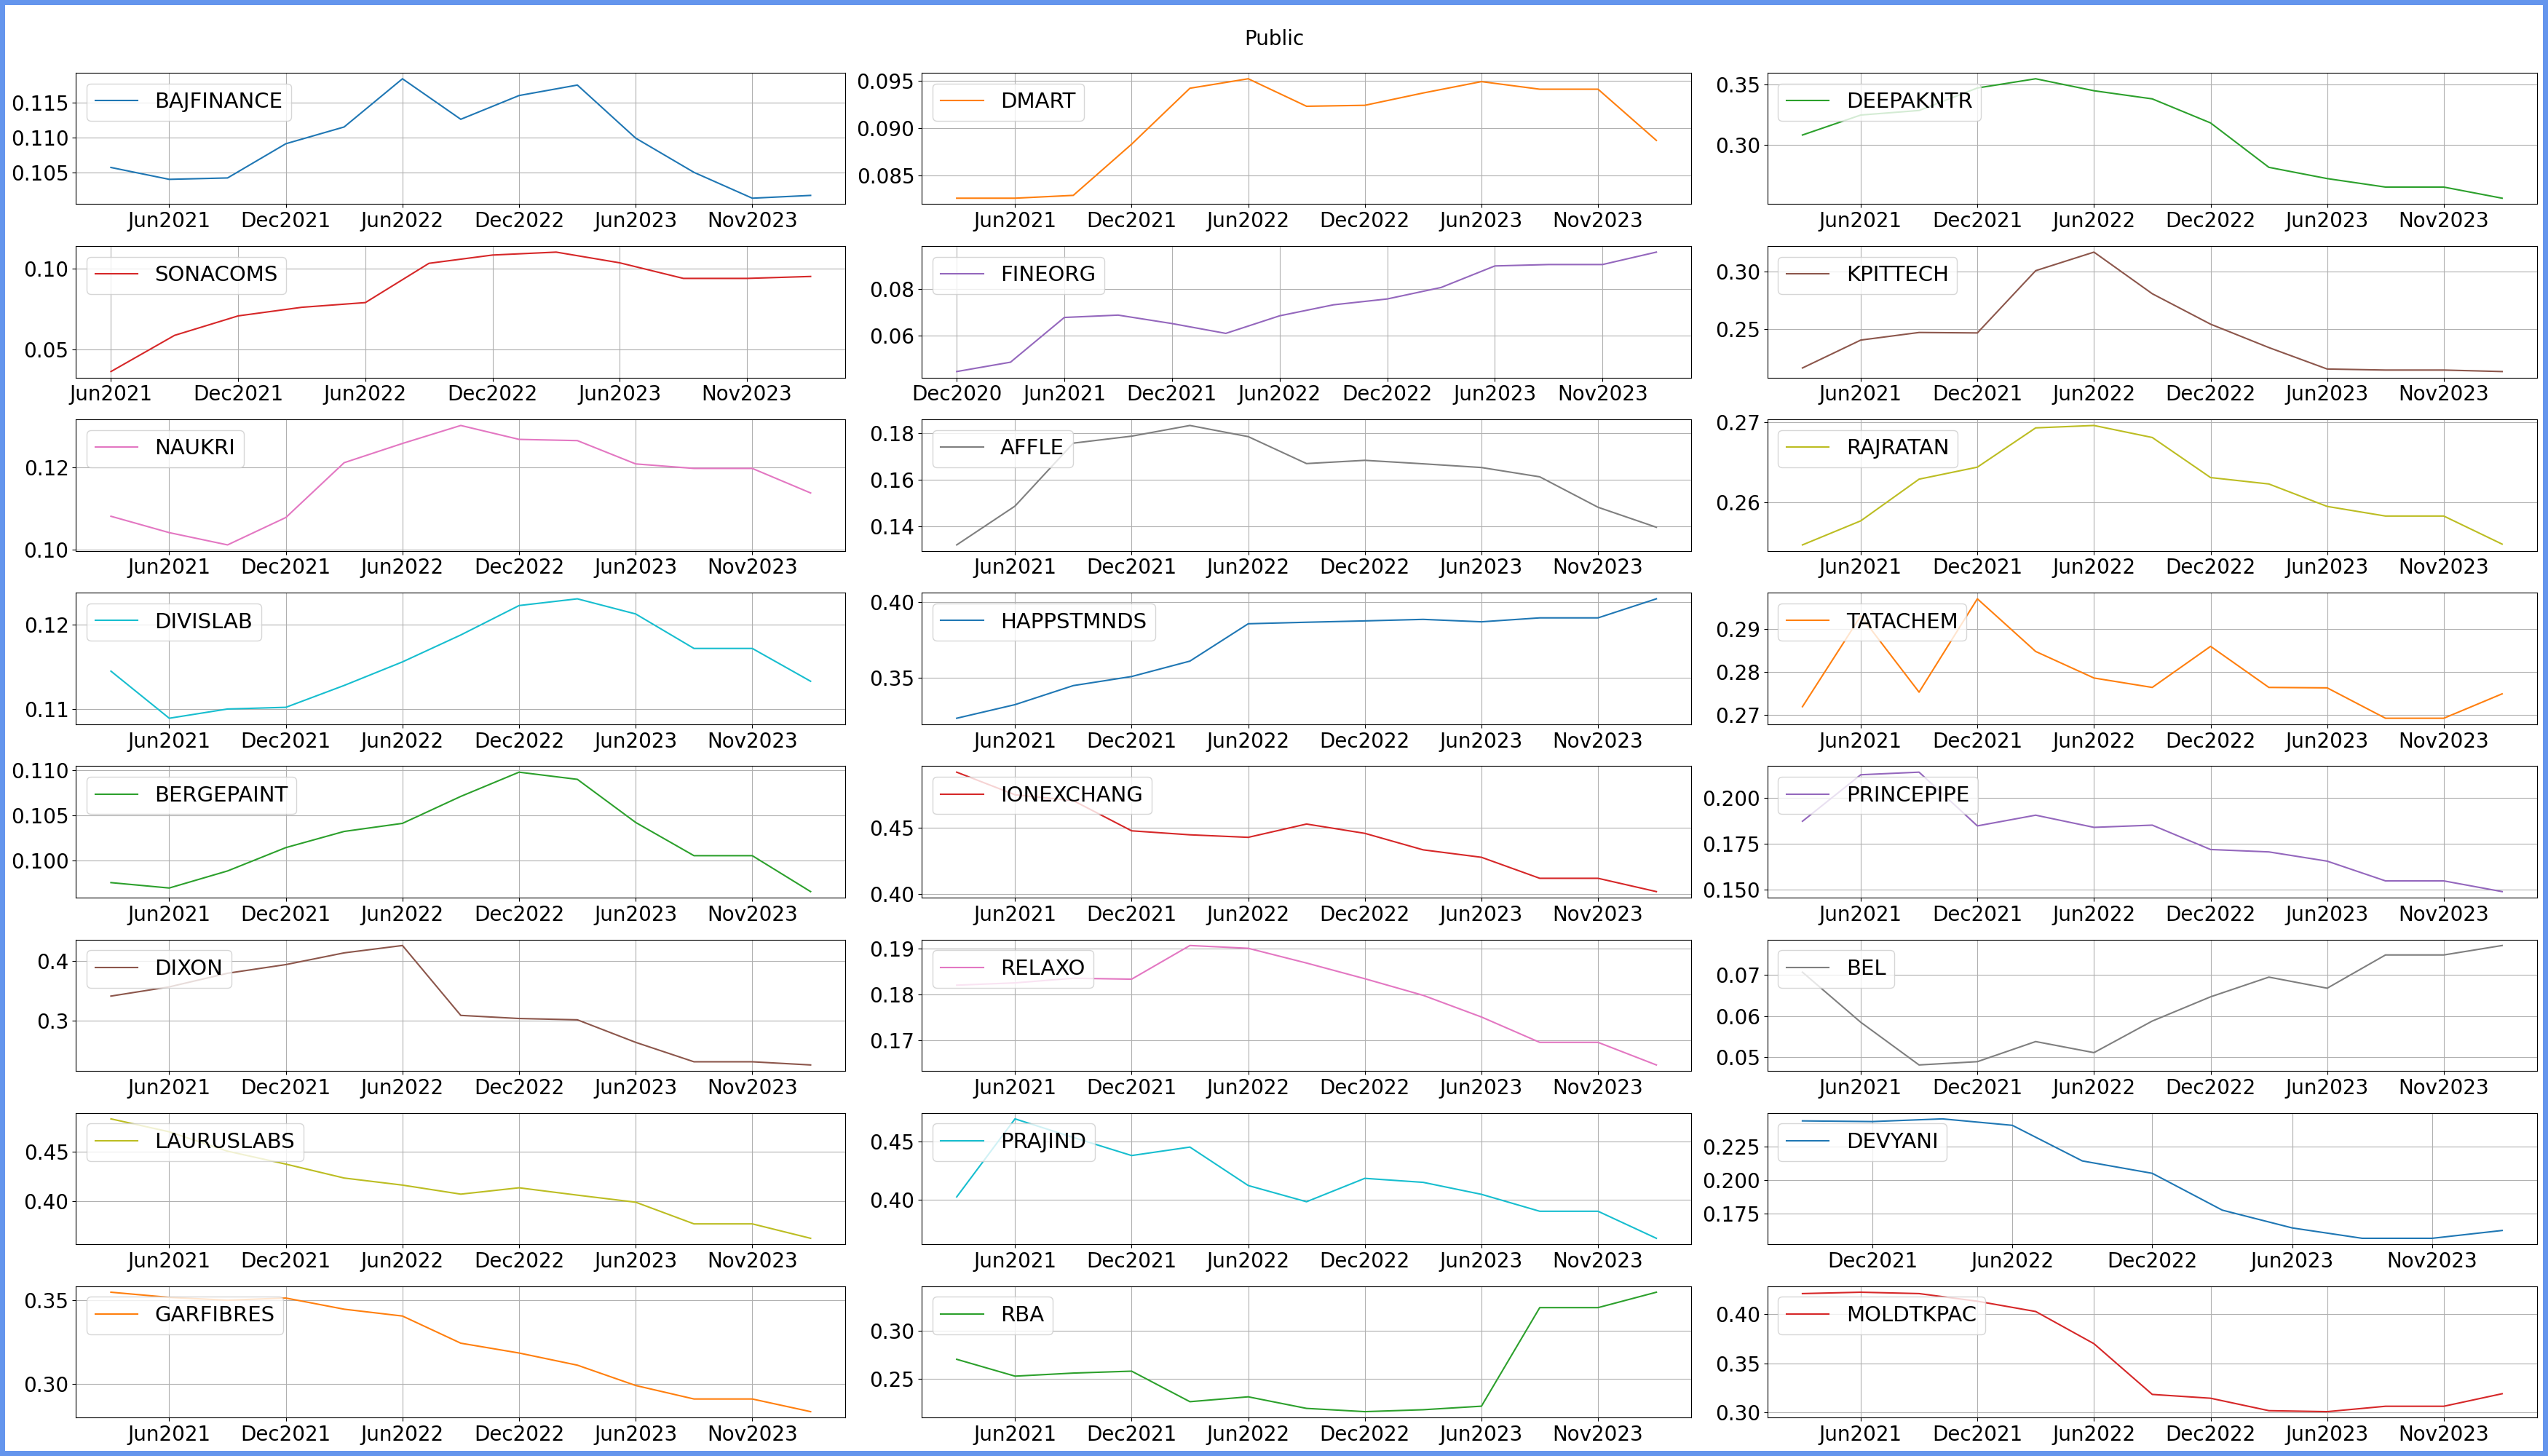 Public
BAJFINANCE
0.115
0.110
0.105
Jun2021 Dec2021 Jun2022 Dec2022 Jun2023 Nov2023
DMART
0.095
0.090
0.085
Jun2021 Dec2021 Jun2022 Dec2022 Jun2023 Nov2023
DEEPAKNTR
0.35
0.30
Jun2021 Dec2021 Jun2022 Dec2022 Jun2023 Nov2023
SONACOMS
0.10
0.05
Jun2021 Dec2021 Jun2022 Dec2022 Jun2023 Nov2023
FINEORG
0.08
0.06
Dec2020 Jun2021 Dec2021 Jun2022 Dec2022 Jun2023 Nov2023
KPITTECH
0.30
0.25
Jun2021 Dec2021 Jun2022 Dec2022 Jun2023 Nov2023
NAUKRI
0.12
0.10
Jun2021 Dec2021 Jun2022 Dec2022 Jun2023 Nov2023
AFFLE
0.18
0.16
0.14
Jun2021 Dec2021 Jun2022 Dec2022 Jun2023 Nov2023
RAJRATAN
0.27
0.26
Jun2021 Dec2021 Jun2022 Dec2022 Jun2023 Nov2023
DIVISLAB
0.12
0.11
Jun2021 Dec2021 Jun2022 Dec2022 Jun2023 Nov2023
HAPPSTMNDS
0.40
0.35
Jun2021 Dec2021 Jun2022 Dec2022 Jun2023 Nov2023
TATACHEM
0.29
0.28
0.27
Jun2021 Dec2021 Jun2022 Dec2022 Jun2023 Nov2023
BERGEPAINT
0.110
0.105
0.100
Jun2021 Dec2021 Jun2022 Dec2022 Jun2023 Nov2023
IONEXCHANG
0.45
0.40
Jun2021 Dec2021 Jun2022 Dec2022 Jun2023 Nov2023
PRINCEPIPE
0.200
0.175
0.150
Jun2021 Dec2021 Jun2022 Dec2022 Jun2023 Nov2023
DIXON
0.4
0.3
Jun2021 Dec2021 Jun2022 Dec2022 Jun2023 Nov2023
RELAXO
0.19
0.18
0.17
Jun2021 Dec2021 Jun2022 Dec2022 Jun2023 Nov2023
BEL
0.07
0.06
0.05
Jun2021 Dec2021 Jun2022 Dec2022 Jun2023 Nov2023
LAURUSLABS
0.45
0.40
Jun2021 Dec2021 Jun2022 Dec2022 Jun2023 Nov2023
PRAJIND
0.45
0.40
Jun2021 Dec2021 Jun2022 Dec2022 Jun2023 Nov2023
DEVYANI
0.225
0.200
0.175
Dec2021 Jun2022 Dec2022 Jun2023 Nov2023
GARFIBRES
0.35
0.30
Jun2021 Dec2021 Jun2022 Dec2022 Jun2023 Nov2023
RBA
0.30
0.25
Jun2021 Dec2021 Jun2022 Dec2022 Jun2023 Nov2023
MOLDTKPAC
0.40
0.35
0.30
Jun2021 Dec2021 Jun2022 Dec2022 Jun2023 Nov2023